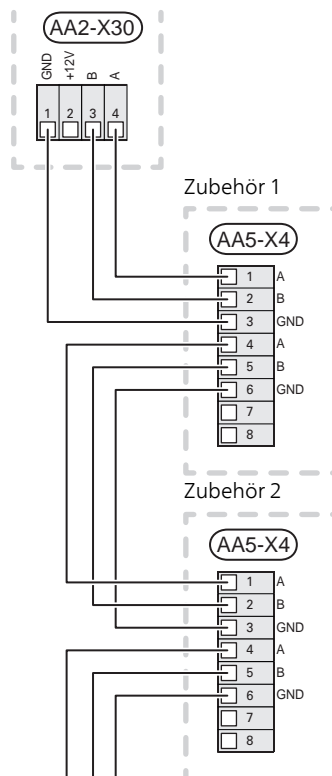 AA2-X30
GND +12V B A
1 2 3 4
Zubehör 1
AA5-X4
1 A
2 B
3 GND
4 A
5 B
6 GND
7
8
Zubehör 2
AA5-X4
1 A
2 B
3 GND
4 A
5 B
6 GND
7
8